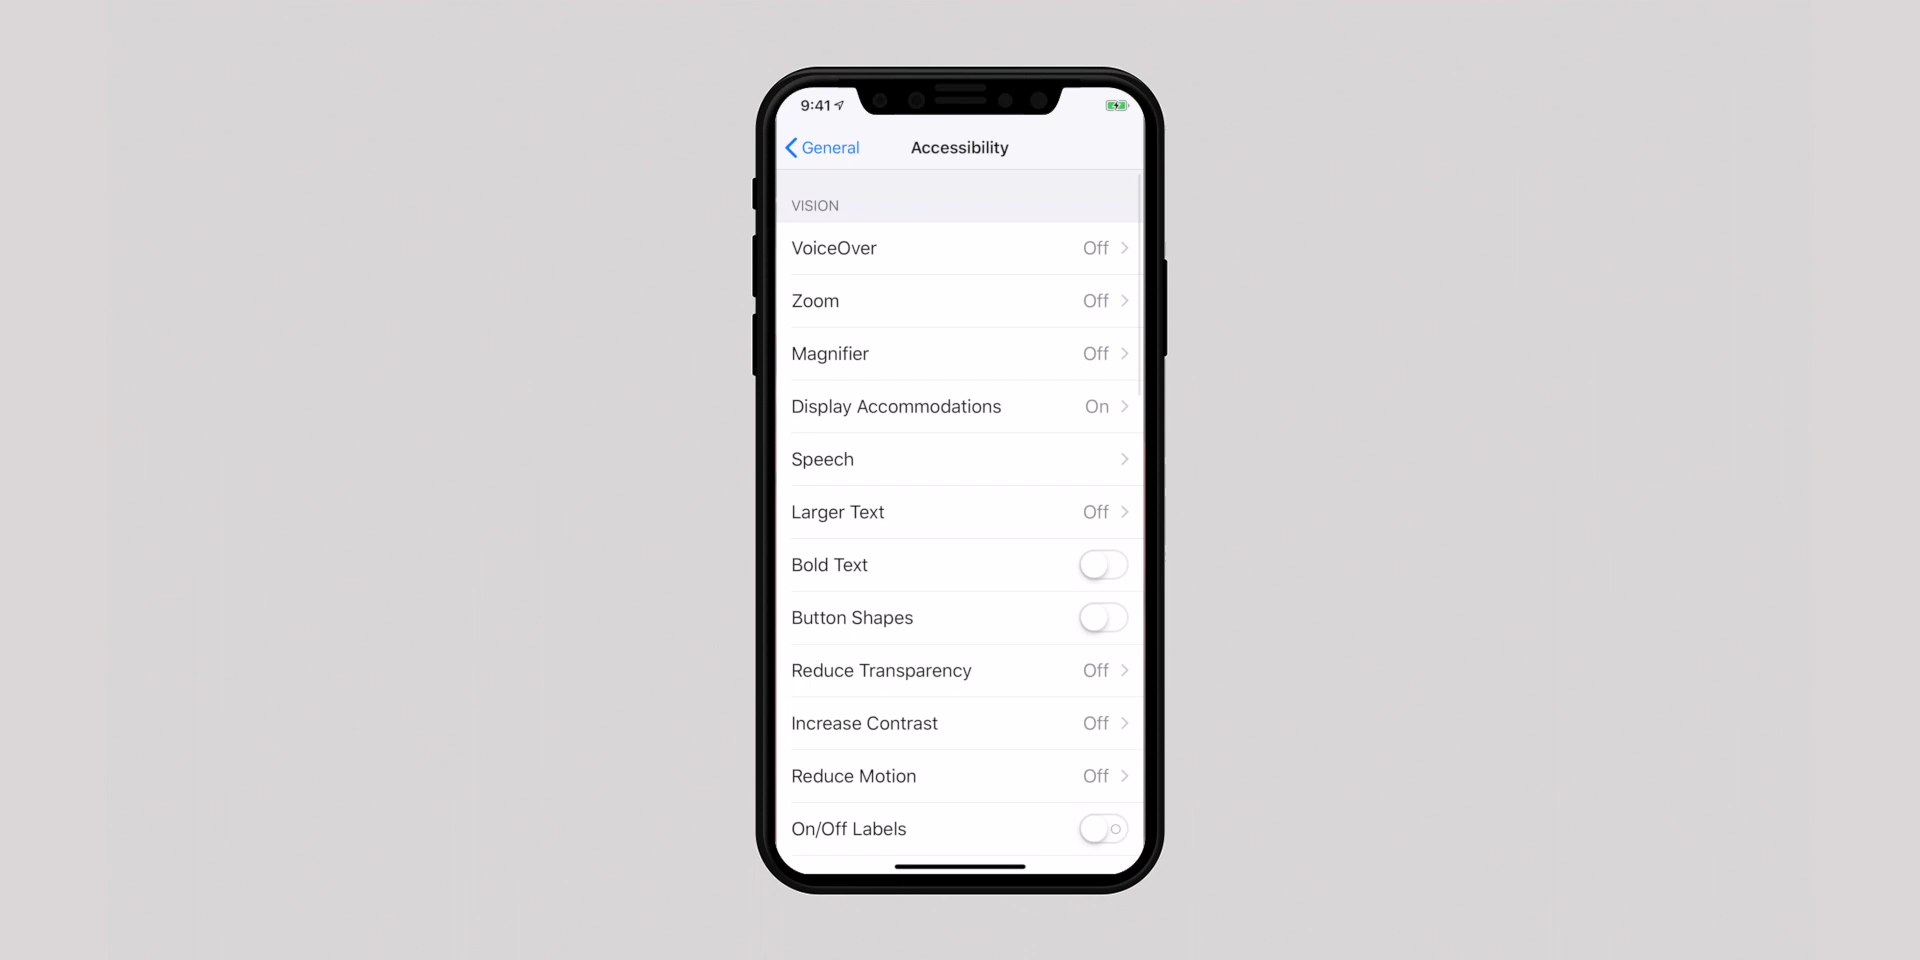 9:41
General
Accessibility
VISION
VoiceOver Off
Zoom Off
Magnifier Off
Display Accommodations On
Speech
Larger Text Off
Bold Text
Button Shapes
Reduce Transparency Off
Increase Contrast Off
Reduce Motion Off
On/Off Labels